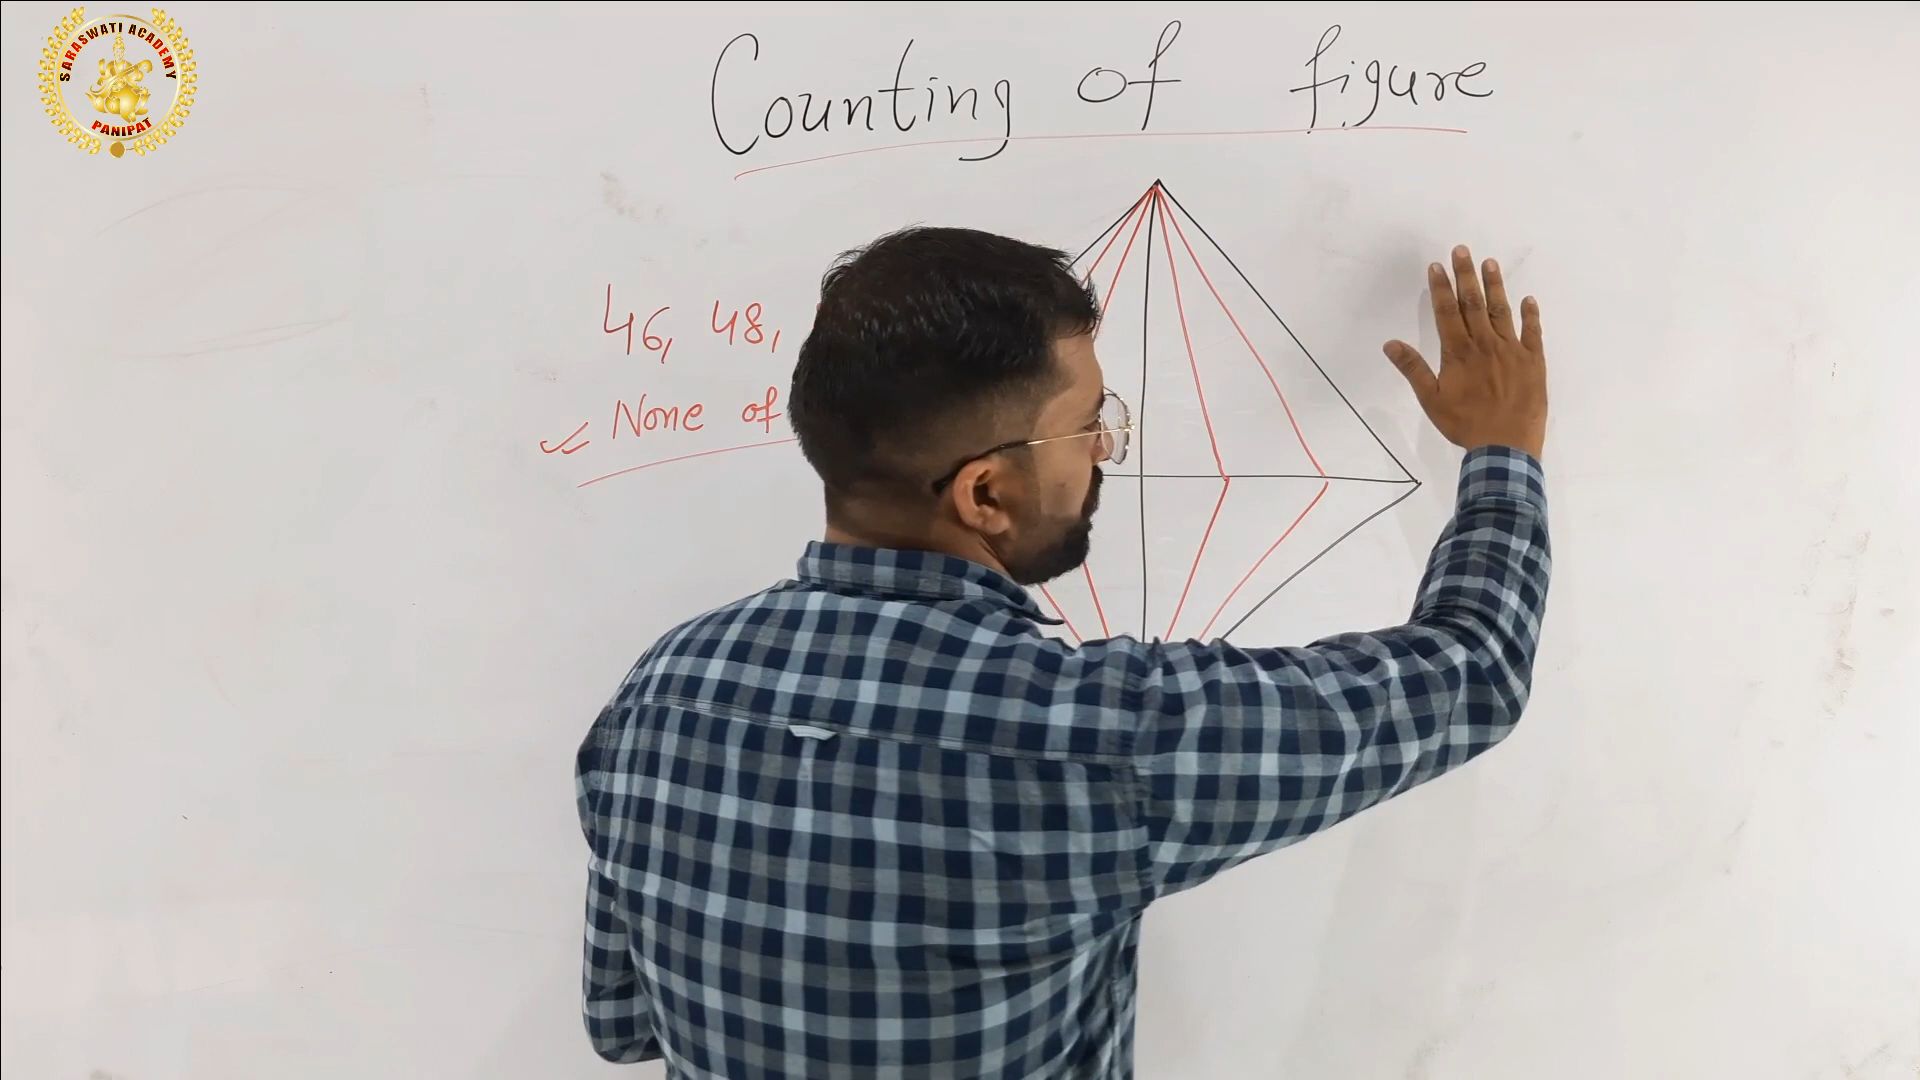 SARASWATI ACADEMY
PANIPAT
Counting of figure
46, 48,
None of